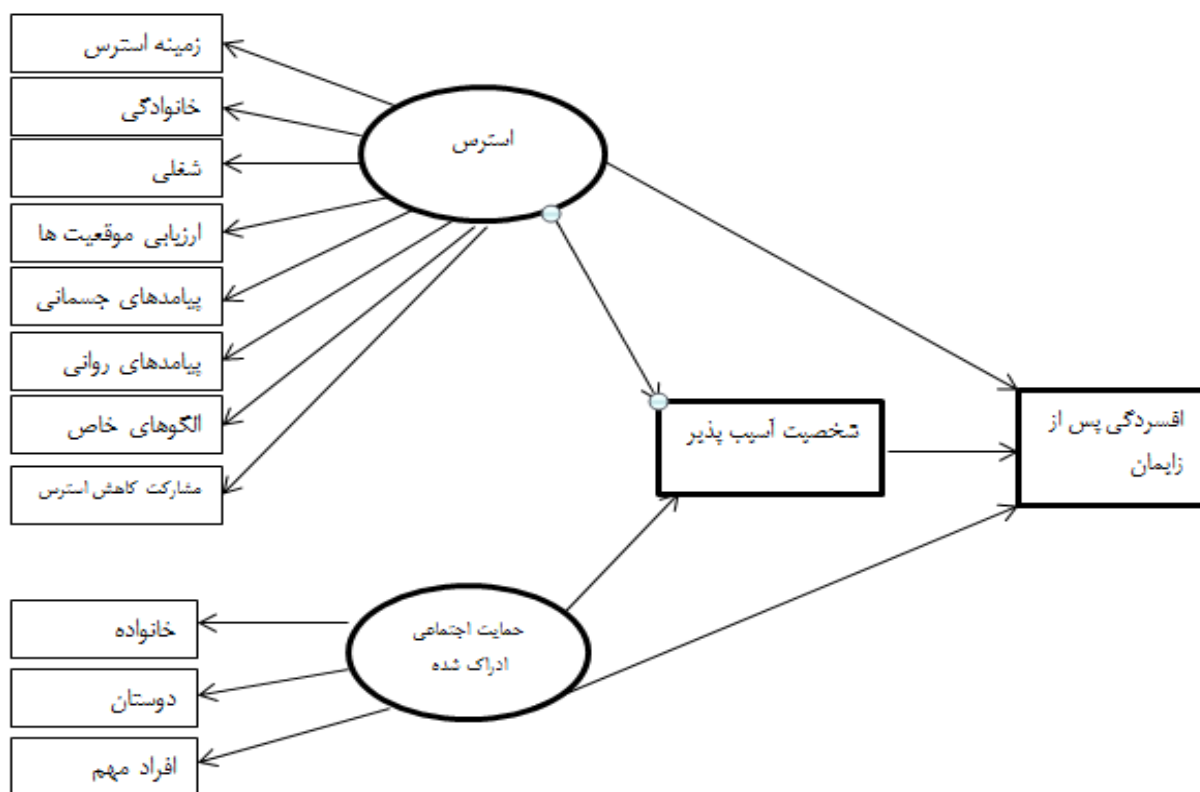 زمینه استرس
خانوادگی
شغلی
ارزیابی موقعیت ها
پیامدهای جسمانی
پیامدهای روانی
الگوهای خاص
مشارکت کاهش استرس
استرس
شخصیت آسیب پذیر
افسردگی پس از
زایمان
حمایت اجتماعی
ادراک شده
خانواده
دوستان
افراد مهم